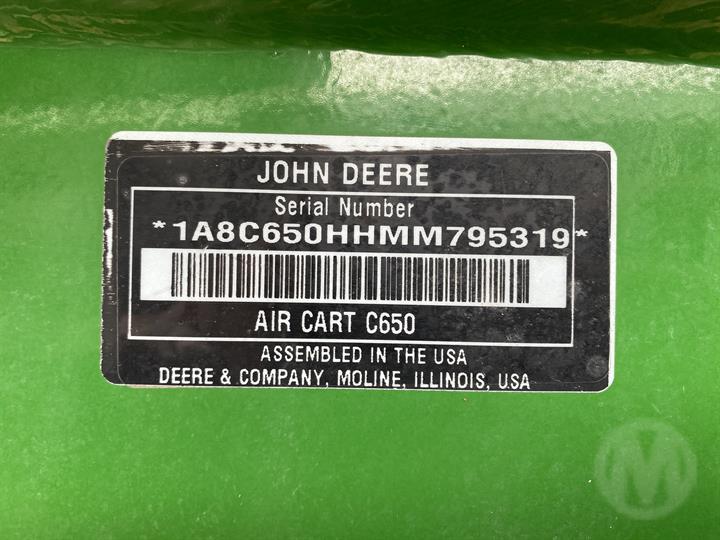 JOHN DEERE
Serial Number
*1A8C650HHMM795319*
AIR CART C650
ASSEMBLED IN THE USA
DEERE & COMPANY, MOLINE, ILLINOIS, USA
M